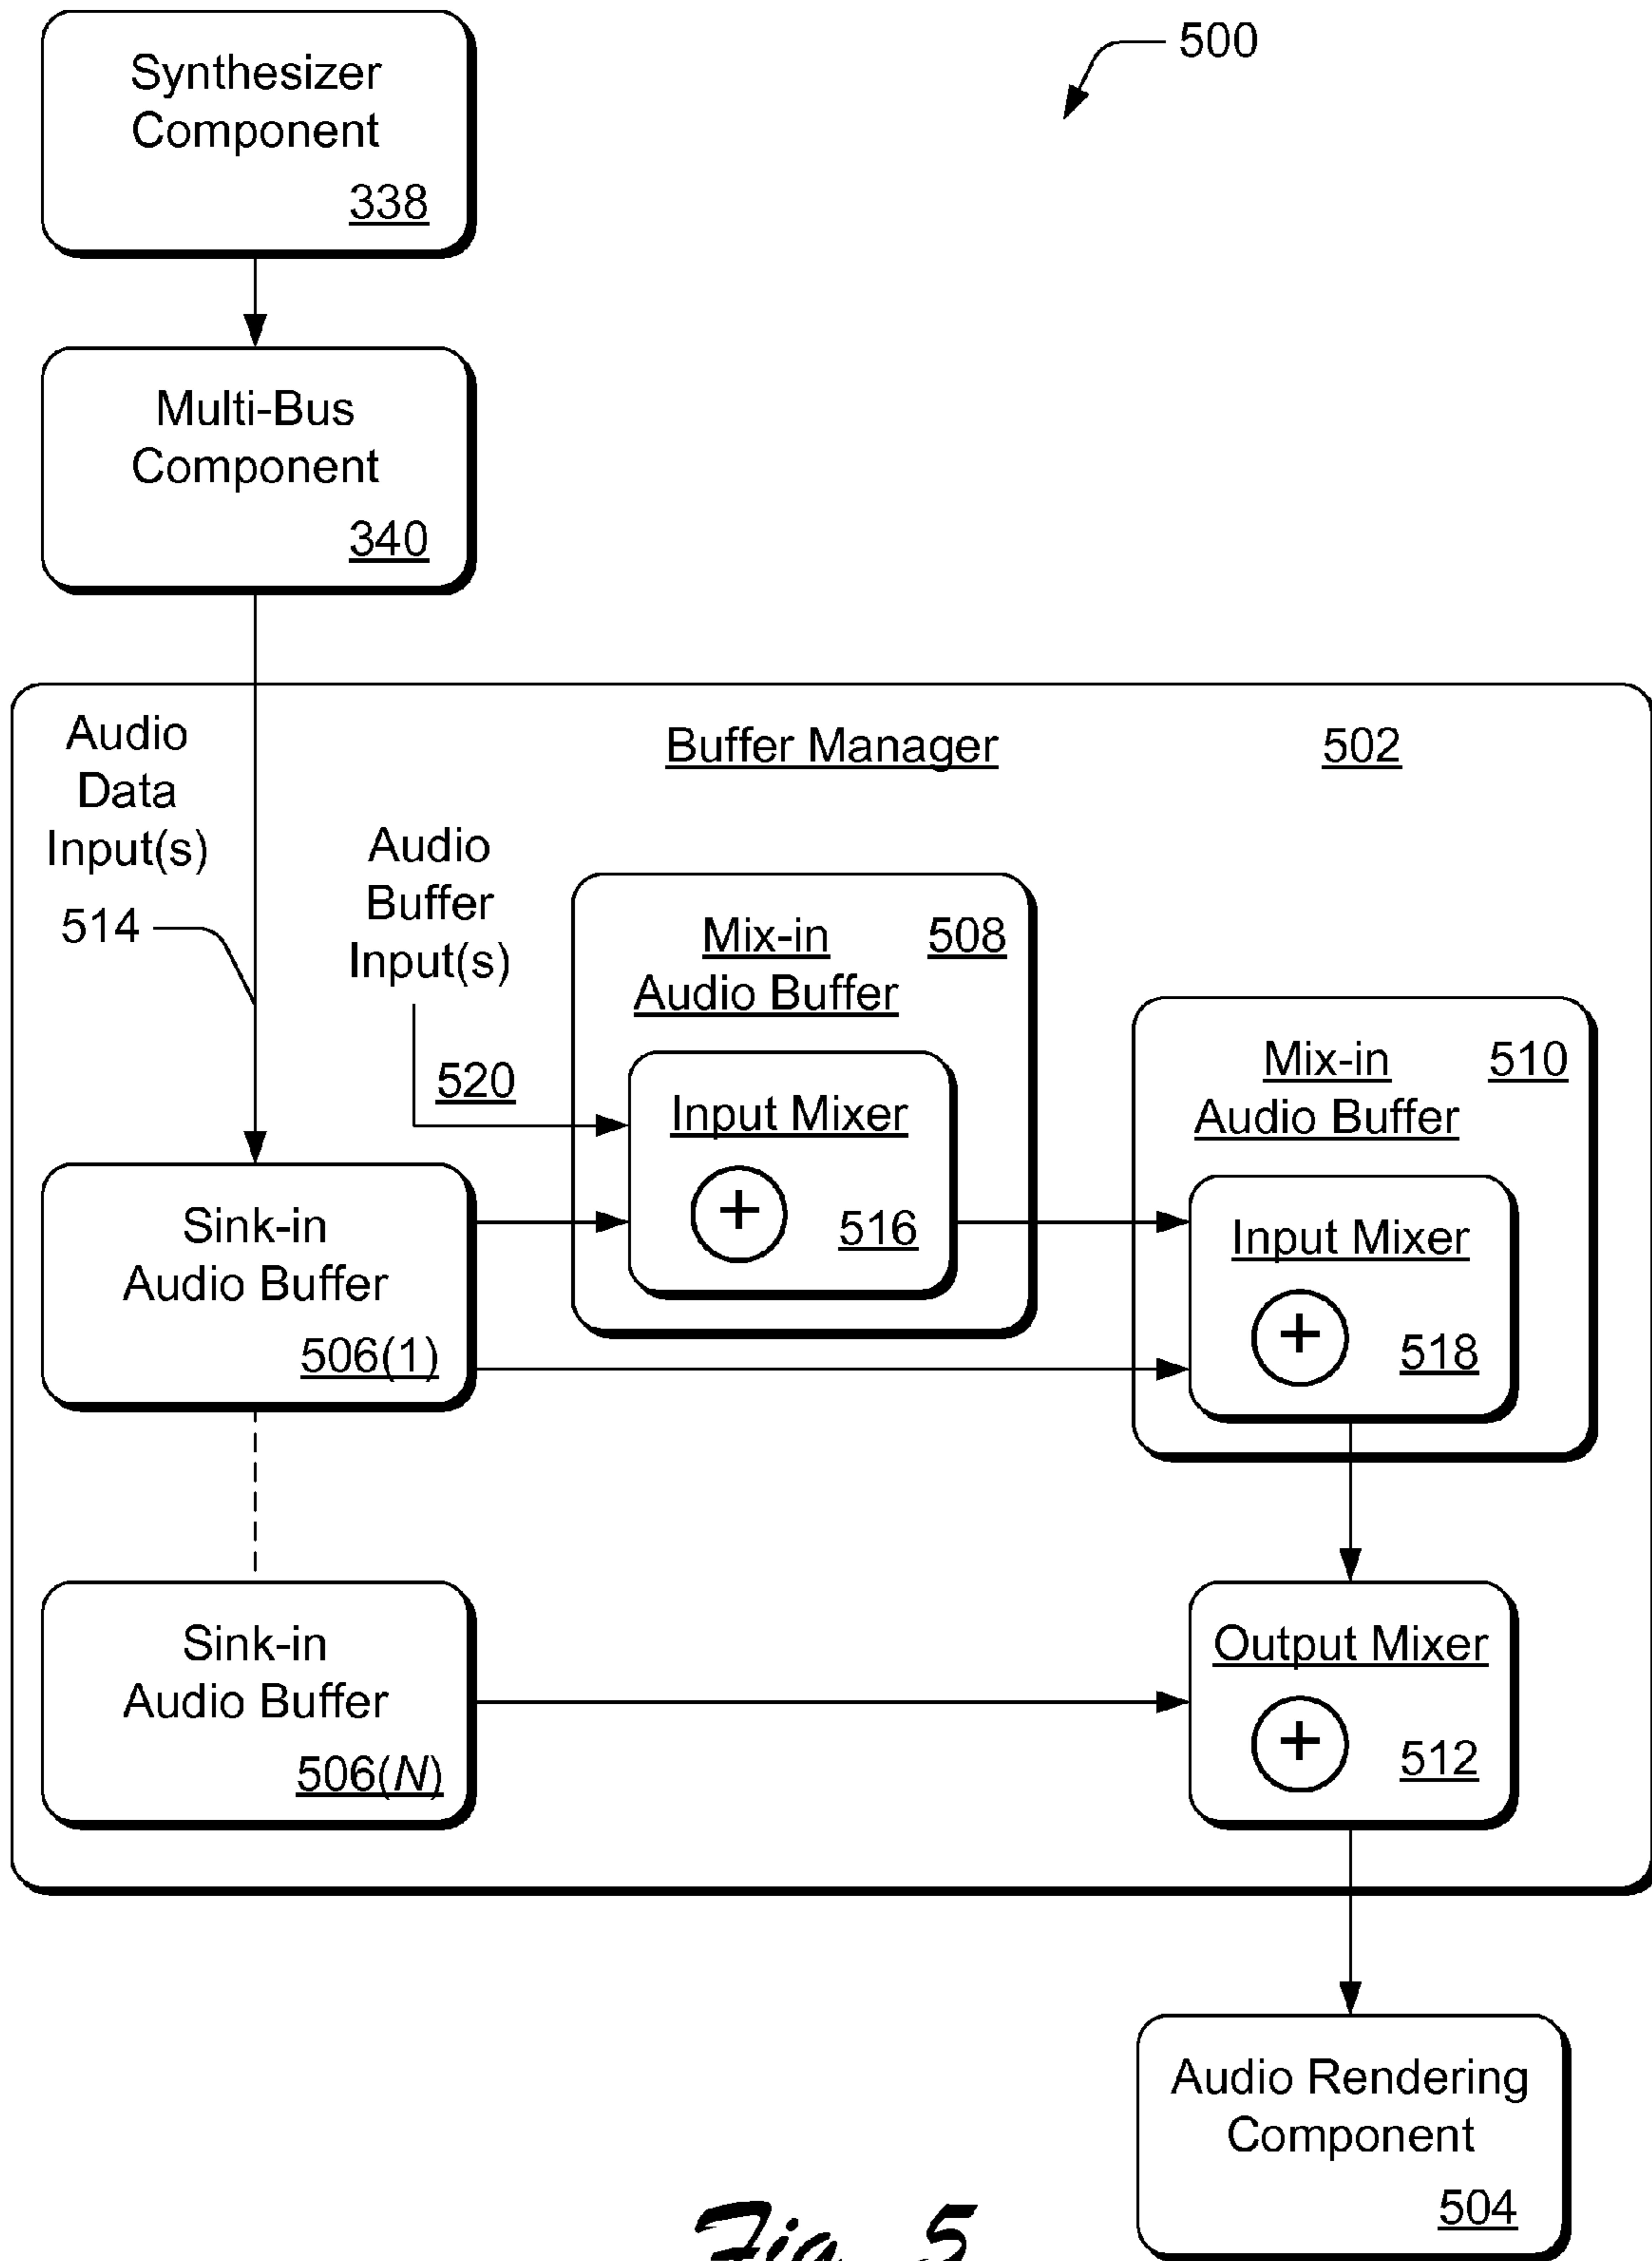 500
Synthesizer
Component
338
Multi-Bus
Component
340
Buffer Manager
502
Audio
Data
Input(s)
514
Audio
Buffer
Input(s)
520
Mix-in
508
Audio Buffer
Input Mixer
+
516
Mix-in
510
Audio Buffer
Input Mixer
+
518
Sink-in
Audio Buffer
506(1)
Sink-in
Audio Buffer
506(N)
Output Mixer
+
512
Audio Rendering
Component
504
Fig. 5